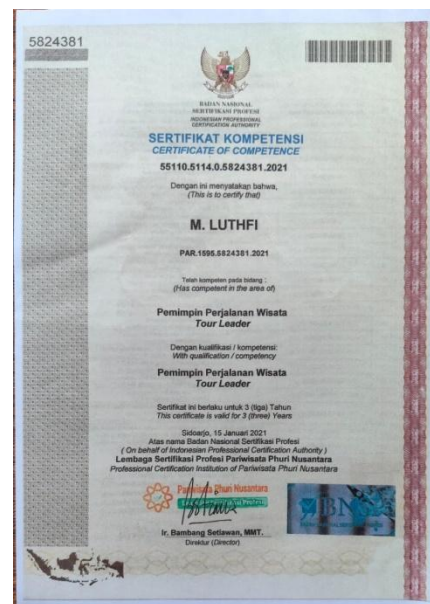 5824381
BADAN NASIONAL
SERTIFIKASI PROFESI
INDONESIAN PROFESSIONAL
CERTIFICATION AUTHORITY
SERTIFIKAT KOMPETENSI
CERTIFICATE OF COMPETENCE
55110.5114.0.5824381.2021
Dengan ini menyatakan bahwa,
(This is to certify that)
M. LUTHFI
PAR.1595.5824381.2021
Telah kompeten pada bidang :
(Has competent in the area of)
Pemimpin Perjalanan Wisata
Tour Leader
Dengan kualifikasi / kompetensi:
With qualification / competency
Pemimpin Perjalanan Wisata
Tour Leader
Sertifikat ini berlaku untuk 3 (tiga) Tahun
This certificate is valid for 3 (three) Years
Sidoarjo, 15 Januari 2021
Atas nama Badan Nasional Sertifikasi Profesi
( On behalf of Indonesian Professional Certification Authority )
Lembaga Sertifikasi Profesi Pariwisata Phuri Nusantara
Professional Certification Institution of Pariwisata Phuri Nusantara
Pariwisata Phuri Nusantara
Ir. Bambang Setiawan, MMT.
Direktur (Director)
BNSP